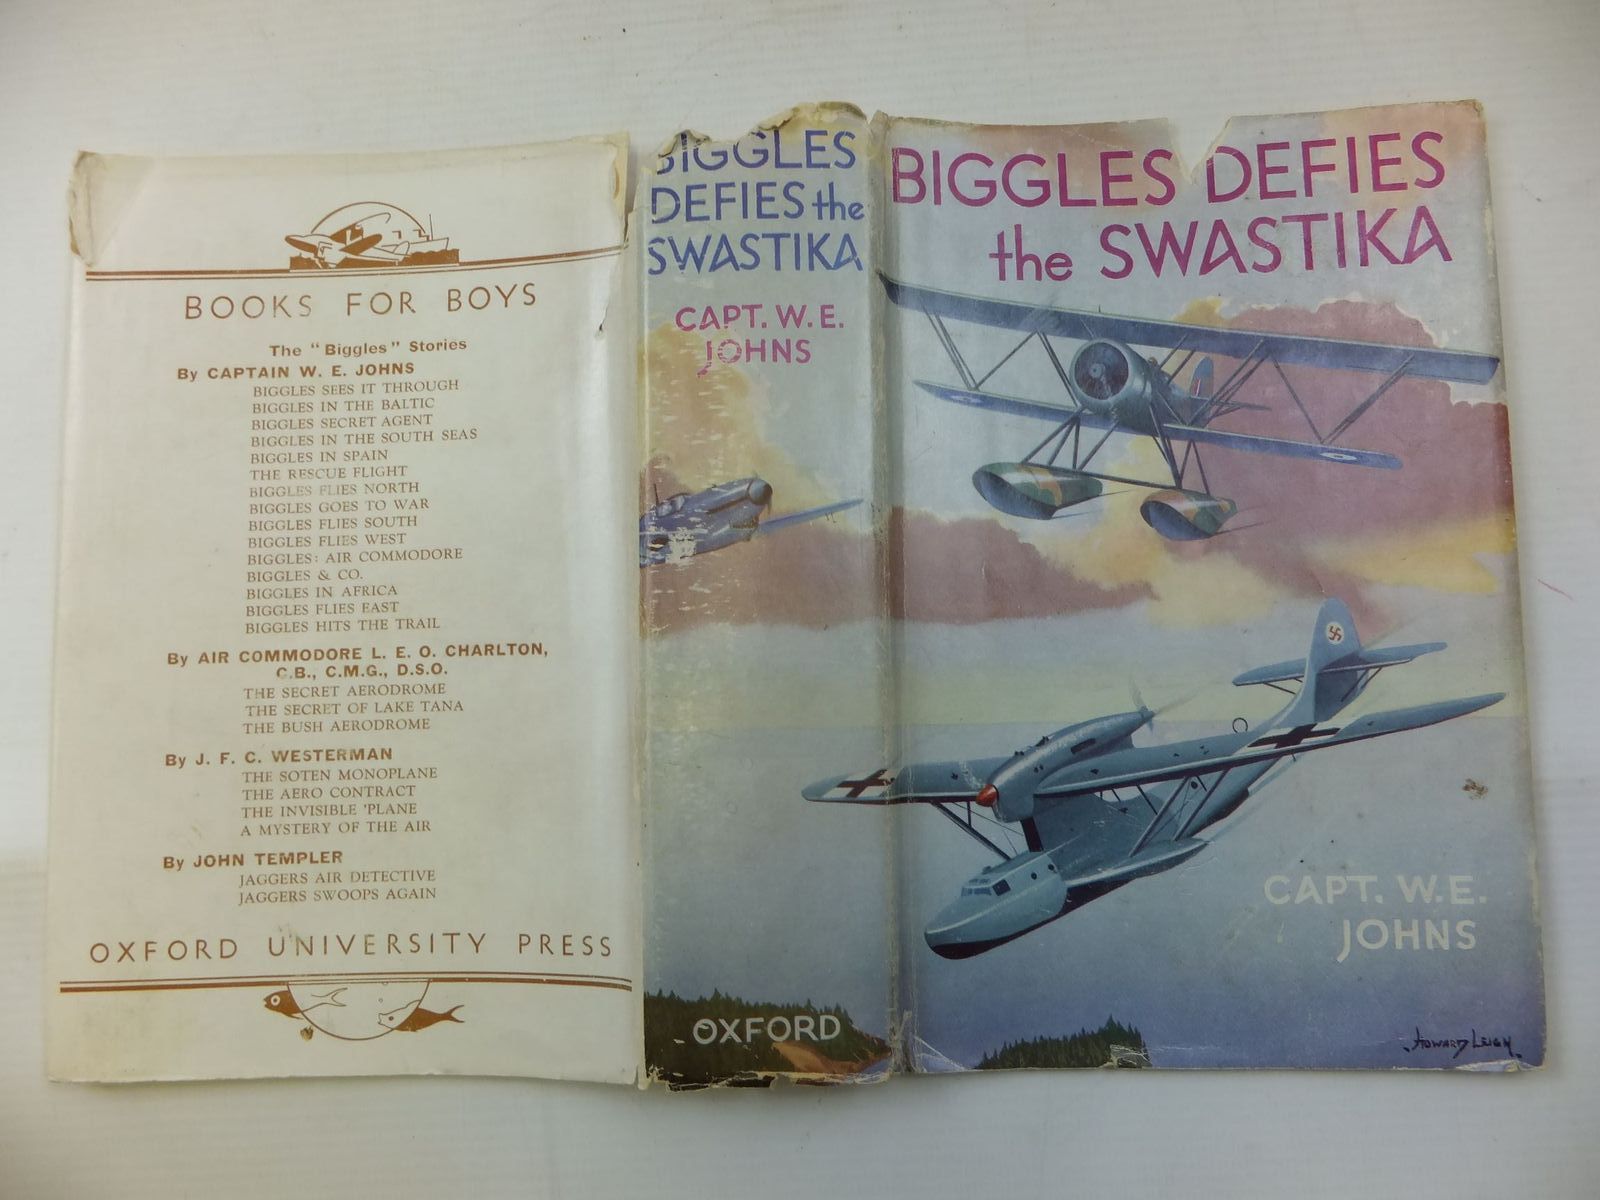 BOOKS FOR BOYS
The "Biggles" Stories
By CAPTAIN W. E. JOHNS
BIGGLES SEES IT THROUGH
BIGGLES IN THE BALTIC
BIGGLES SECRET AGENT
BIGGLES IN THE SOUTH SEAS
BIGGLES IN SPAIN
THE RESCUE FLIGHT
BIGGLES FLIES NORTH
BIGGLES GOES TO WAR
BIGGLES FLIES SOUTH
BIGGLES FLIES WEST
BIGGLES: AIR COMMODORE
BIGGLES & CO.
BIGGLES IN AFRICA
BIGGLES FLIES EAST
BIGGLES HITS THE TRAIL
By AIR COMMODORE L. E. O. CHARLTON,
C.B., C.M.G., D.S.O.
THE SECRET AERODROME
THE SECRET OF LAKE TANA
THE BUSH AERODROME
By J. F. C. WESTERMAN
THE SOTEN MONOPLANE
THE AERO CONTRACT
THE INVISIBLE 'PLANE
A MYSTERY OF THE AIR
By JOHN TEMPLER
JAGGERS AIR DETECTIVE
JAGGERS SWOOPS AGAIN
OXFORD UNIVERSITY PRESS
BIGGLES
DEFIES the
SWASTIKA
CAPT. W. E.
JOHNS
OXFORD
BIGGLES DEFIES
the SWASTIKA
CAPT. W. E.
JOHNS
HOWARD LEIGH